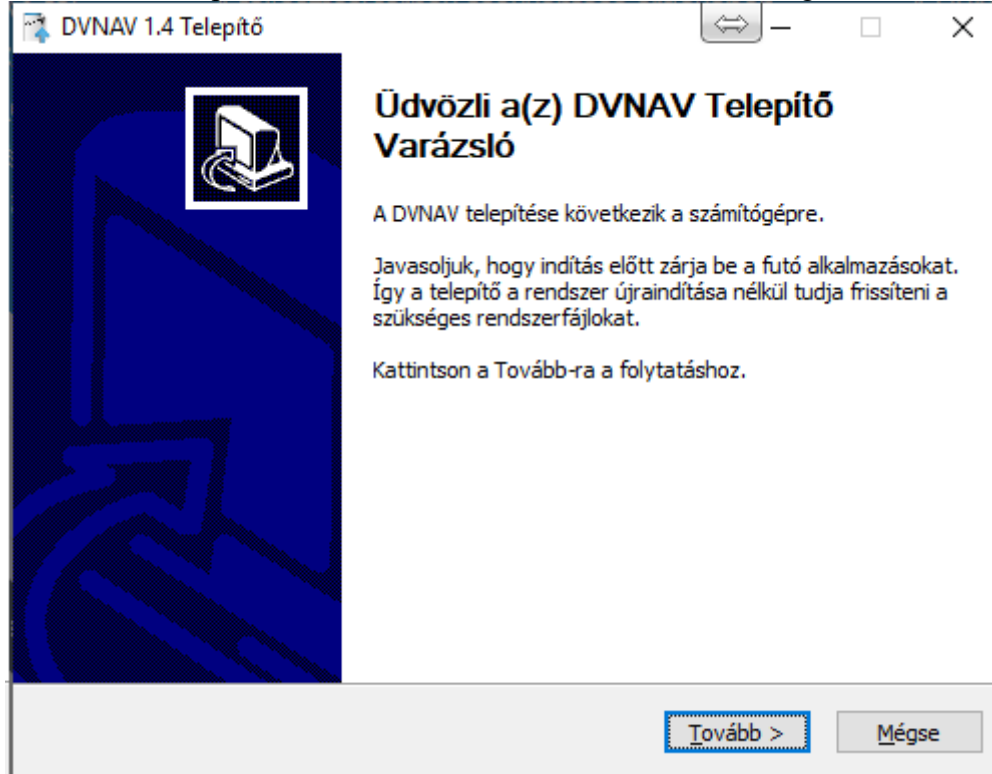 DVNAV 1.4 Telepítő
Üdvözli a(z) DVNAV Telepítő
Varázsló
A DVNAV telepítése következik a számítógépre.
Javasoljuk, hogy indítás előtt zárja be a futó alkalmazásokat.
Így a telepítő a rendszer újraindítása nélkül tudja frissíteni a
szükséges rendszerfájlokat.
Kattintson a Tovább-ra a folytatáshoz.
Tovább >
Mégse